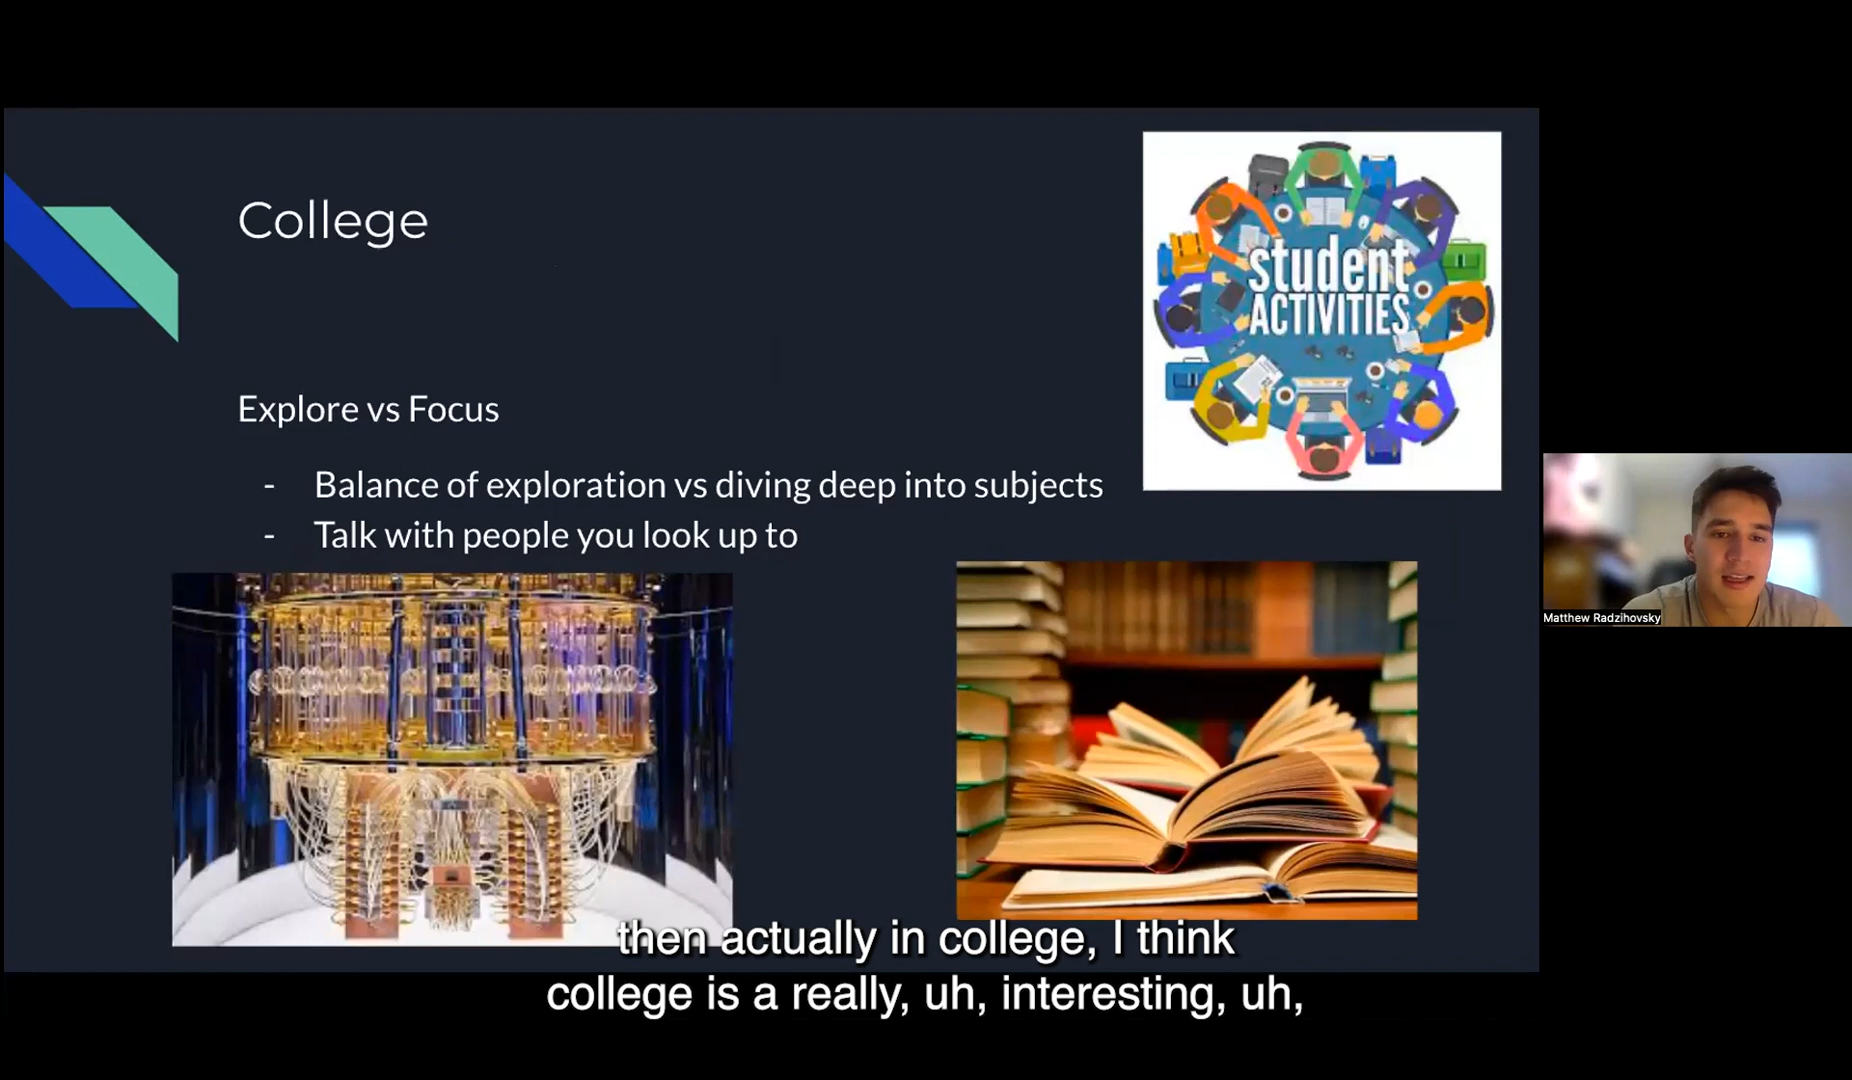 College
student
ACTIVITIES
Explore vs Focus
- Balance of exploration vs diving deep into subjects
- Talk with people you look up to
Matthew Radzihovsky
then actually in college, I think
college is a really, uh, interesting, uh,